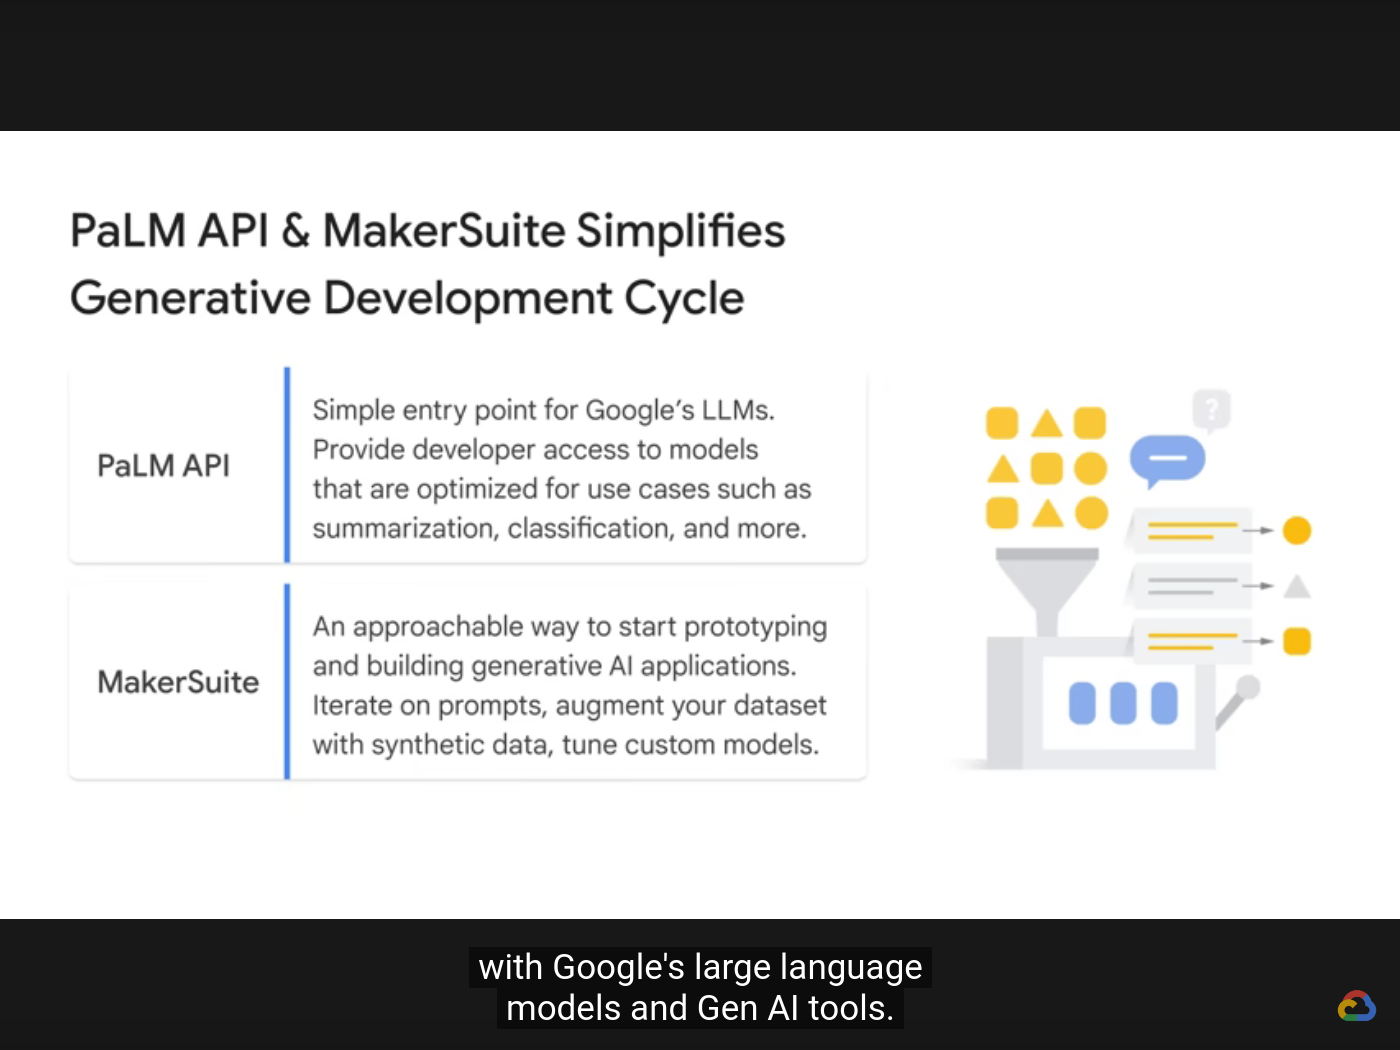 PaLM API & MakerSuite Simplifies
Generative Development Cycle
PaLM API
Simple entry point for Google’s LLMs.
Provide developer access to models
that are optimized for use cases such as
summarization, classification, and more.
MakerSuite
An approachable way to start prototyping
and building generative AI applications.
Iterate on prompts, augment your dataset
with synthetic data, tune custom models.
?
with Google's large language
models and Gen AI tools.